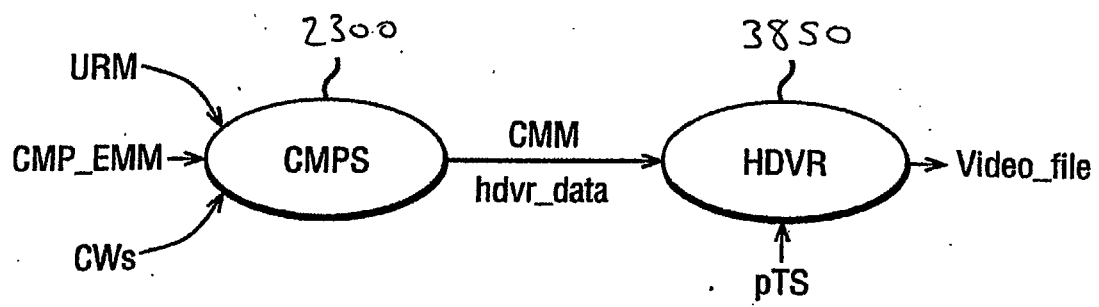 2300
3850
URM
CMP_EMM
CMPS
CWs
CMM
hdvr_data
HDVR
Video_file
pTS